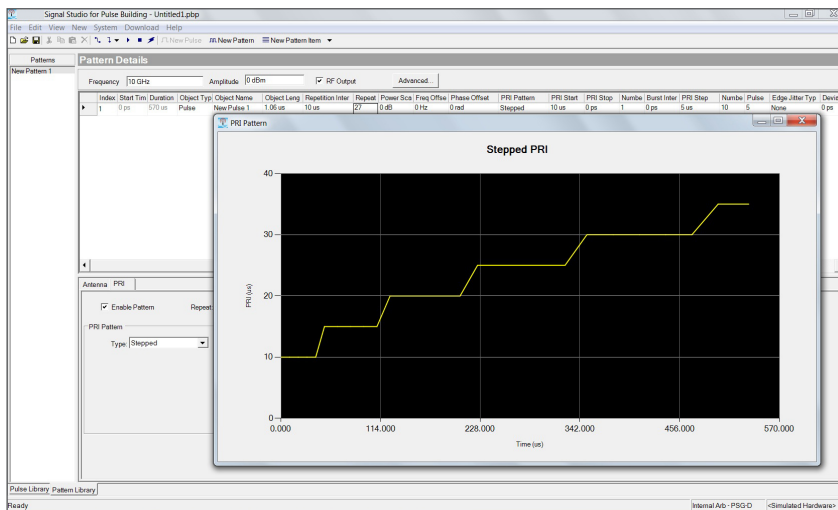 Signal Studio for Pulse Building - Untitled1.pbp
File Edit View New System Download Help
New Pulse New Pattern New Pattern Item
Patterns
New Pattern 1
Pattern Details
Frequency 10 GHz Amplitude 0 dBm RF Output Advanced...
Index Start Tim Duration Object Typ Object Name Object Leng Repetition Inter Repeat Power Sca Freq Offse Phase Offset PRI Pattern PRI Start PRI Stop Numbe Burst Inter PRI Step Numbe Pulse Edge Jitter Typ Devia
1 0 ps 570 us Pulse New Pulse 1 1.06 us 10 us 27 0 dB 0 Hz 0 rad Stepped 10 us 0 ps 1 0 ps 5 us 10 5 None 0 ps
PRI Pattern
Stepped PRI
40
30
20
10
0
PRI (us)
0.000 114.000 228.000 342.000 456.000 570.000
Time (us)
Antenna PRI
Enable Pattern Repeat
PRI Pattern
Type: Stepped
Pulse Library Pattern Library
Ready
Internal Arb - PSG-D <Simulated Hardware>